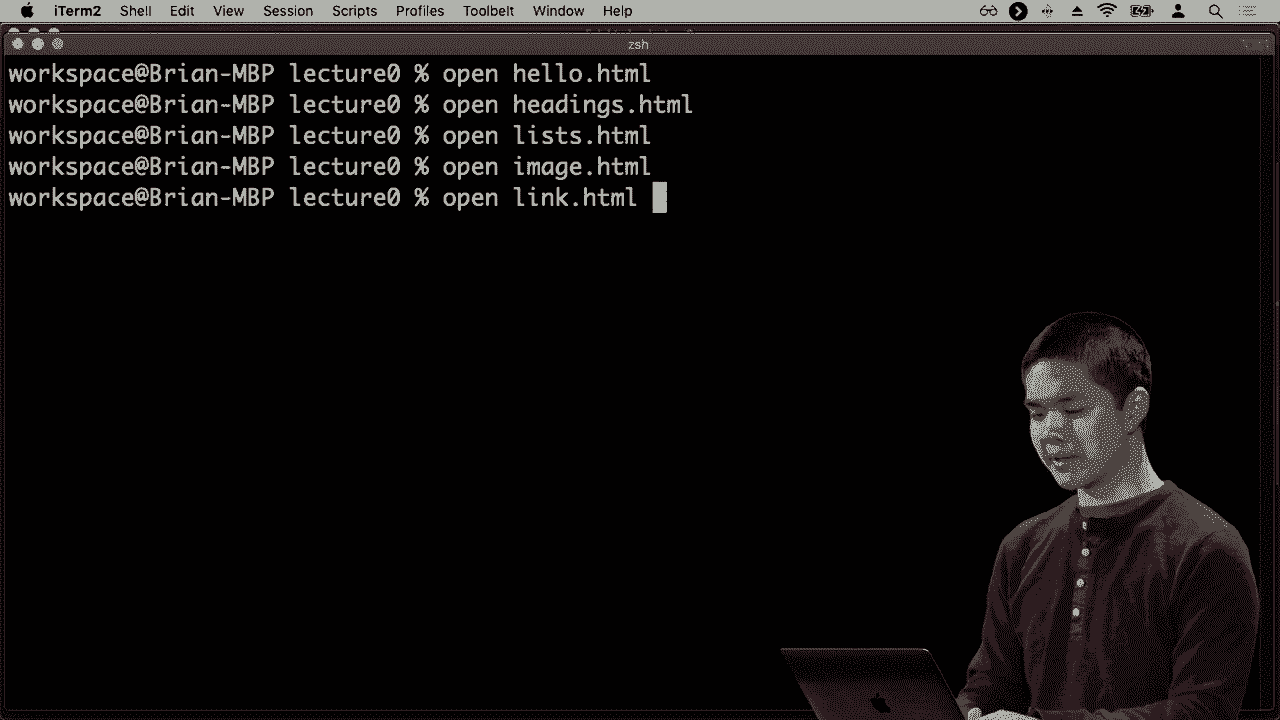 iTerm2 Shell Edit View Session Scripts Profiles Toolbelt Window Help
zsh
workspace@Brian-MBP lecture0 % open hello.html
workspace@Brian-MBP lecture0 % open headings.html
workspace@Brian-MBP lecture0 % open lists.html
workspace@Brian-MBP lecture0 % open image.html
workspace@Brian-MBP lecture0 % open link.html